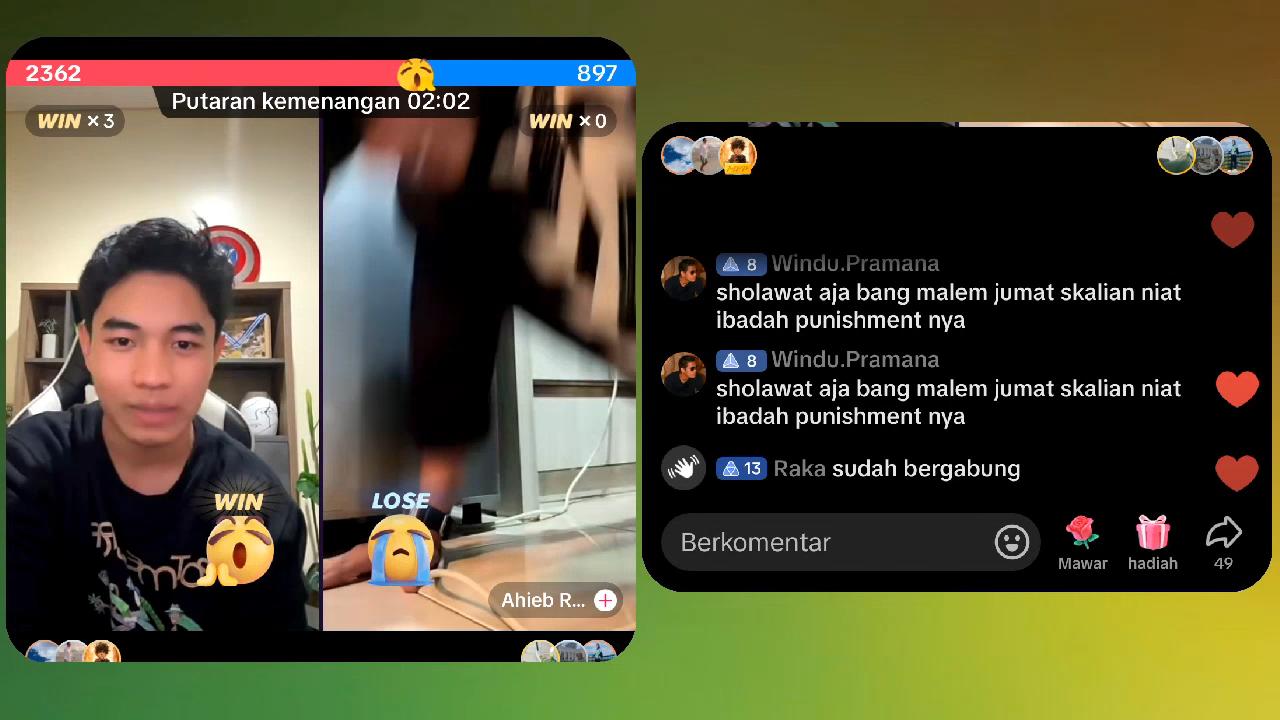 2362
897
Putaran kemenangan 02:02
WIN × 3
WIN × 0
WIN
LOSE
Ahieb R...
8 Windu.Pramana
sholawat aja bang malem jumat skalian niat
ibadah punishment nya
8 Windu.Pramana
sholawat aja bang malem jumat skalian niat
ibadah punishment nya
13 Raka sudah bergabung
Berkomentar
Mawar
hadiah
49